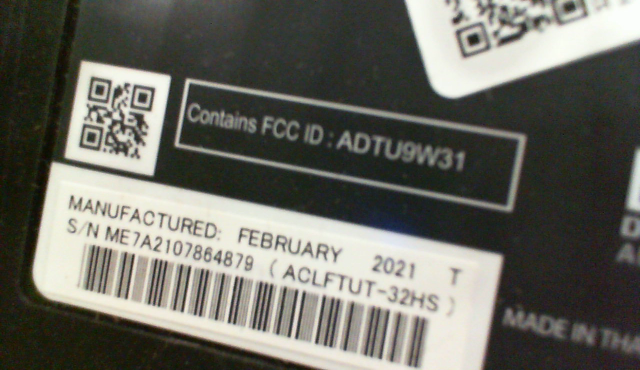 Contains FCC ID : ADTU9W31
MANUFACTURED: FEBRUARY 2021 T
S/N ME7A2107864879 ( ACLFTUT-32HS )
MADE IN THA